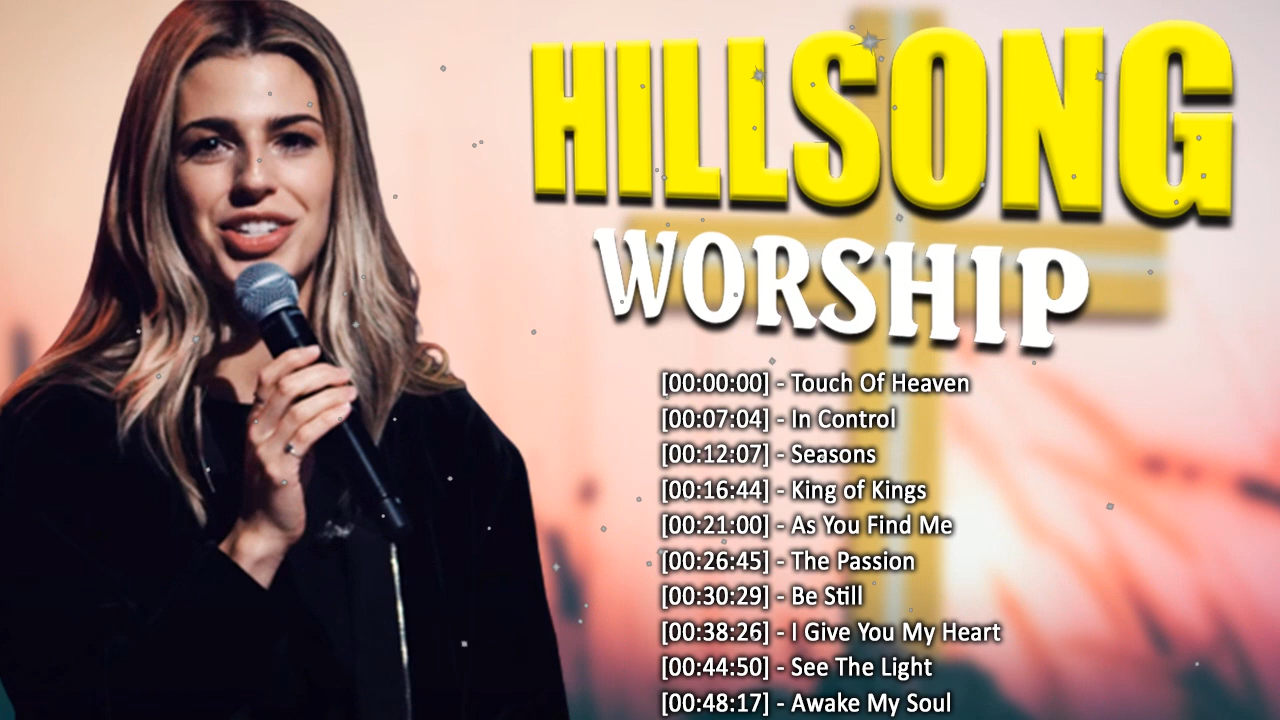 HILLSONG
WORSHIP
[00:00:00] - Touch Of Heaven
[00:07:04] - In Control
[00:12:07] - Seasons
[00:16:44] - King of Kings
[00:21:00] - As You Find Me
[00:26:45] - The Passion
[00:30:29] - Be Still
[00:38:26] - I Give You My Heart
[00:44:50] - See The Light
[00:48:17] - Awake My Soul